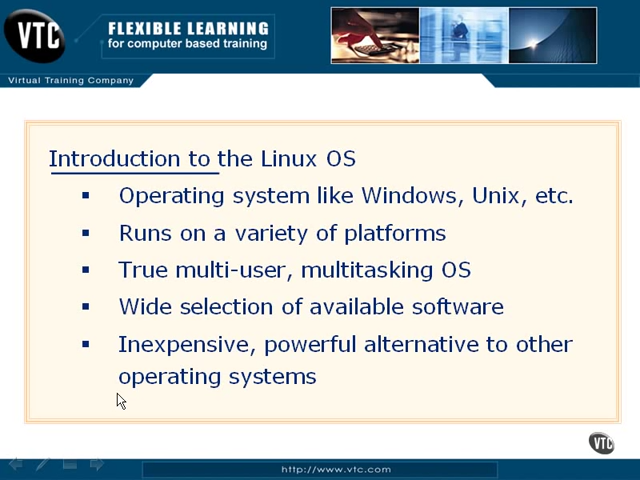 VTC
FLEXIBLE LEARNING
for computer based training
Virtual Training Company
Introduction to the Linux OS
▪ Operating system like Windows, Unix, etc.
▪ Runs on a variety of platforms
▪ True multi-user, multitasking OS
▪ Wide selection of available software
▪ Inexpensive, powerful alternative to other
operating systems
VTC
http://www.vtc.com